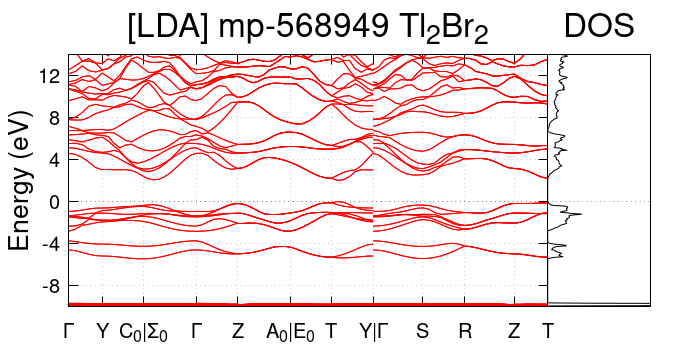 [LDA] mp-568949 Tl₂Br₂ DOS
Energy (eV)
12
8
4
0
-4
-8
Γ Y C₀|Σ₀ Γ Z A₀|E₀ T Y|Γ S R Z T